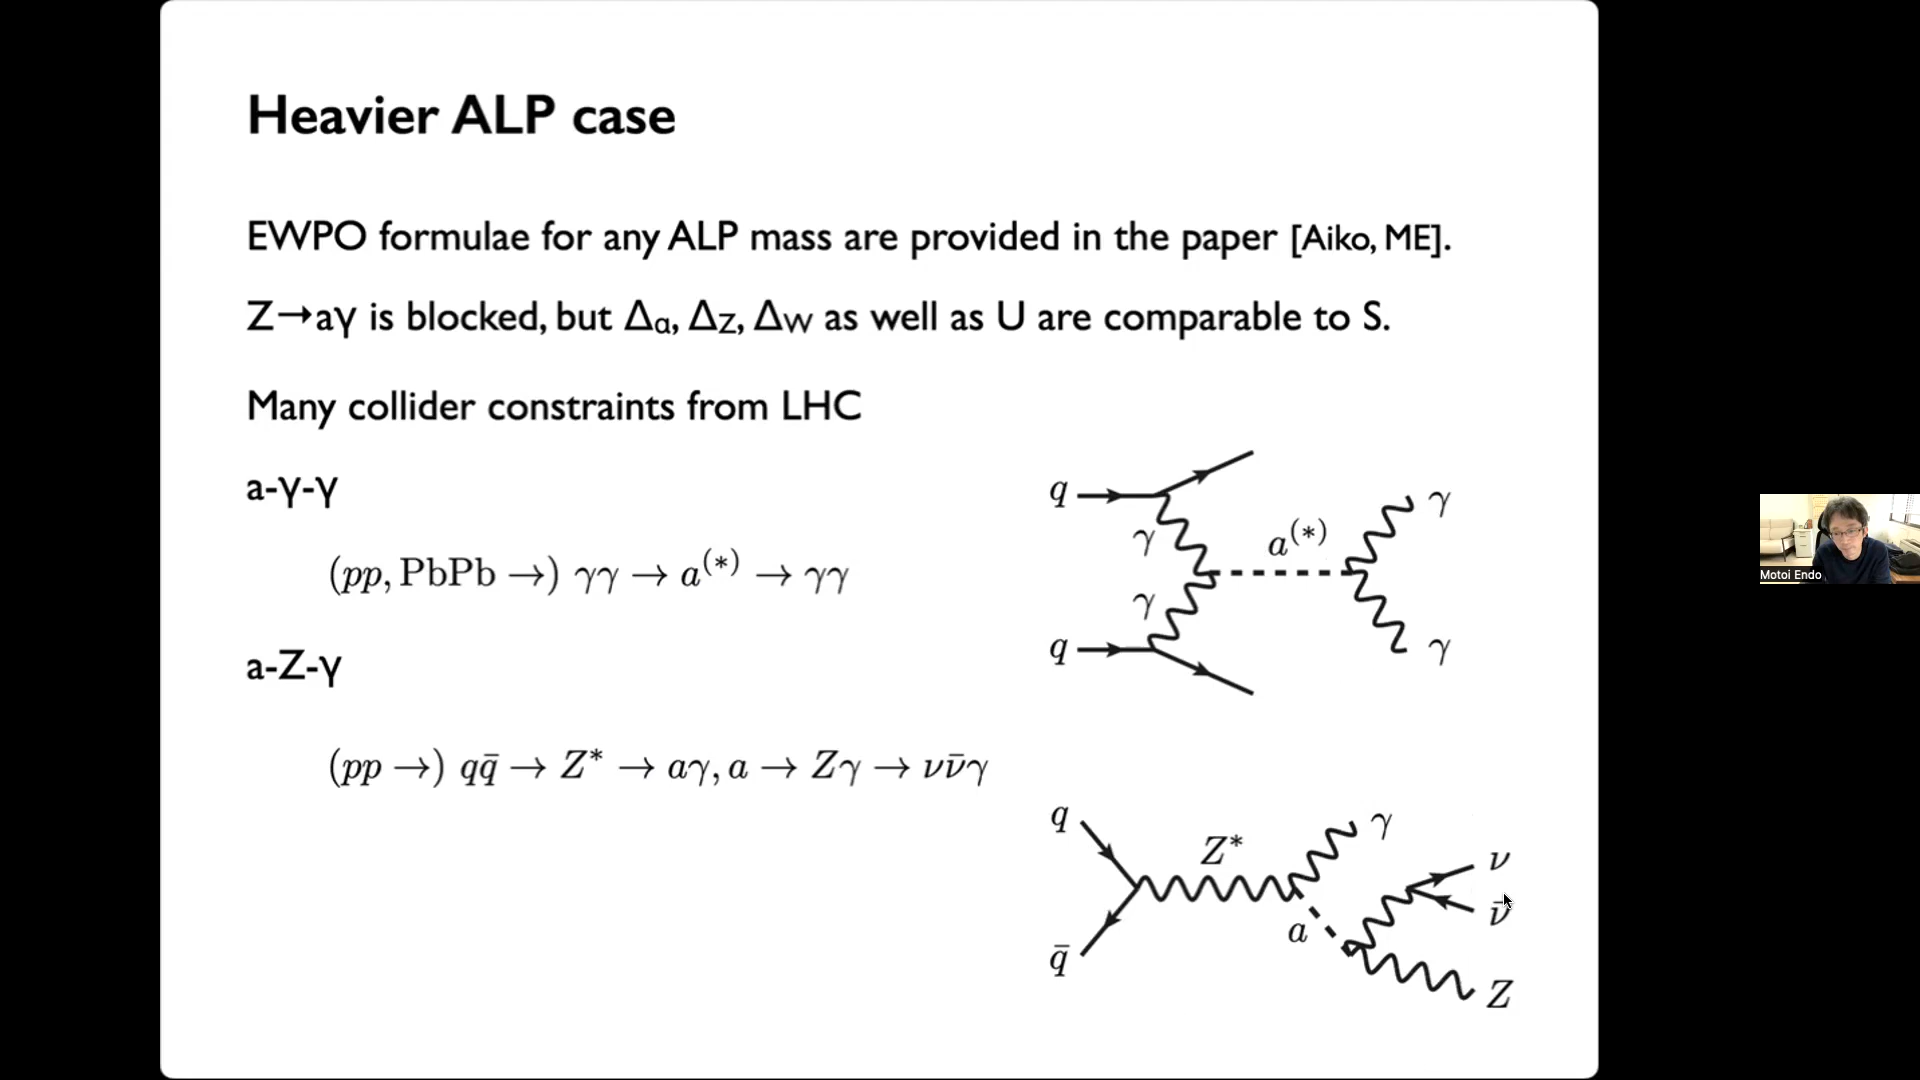 Heavier ALP case
EWPO formulae for any ALP mass are provided in the paper [Aiko, ME].
Z→aγ is blocked, but Δα, ΔZ, ΔW as well as U are comparable to S.
Many collider constraints from LHC
a-γ-γ
(pp, PbPb →) γγ → a(*) → γγ
a-Z-γ
(pp →) qq̄ → Z* → aγ, a → Zγ → νν̄γ
q
γ
a(*)
γ
γ
q
γ
q
Z*
γ
ν
ν̄
a
q̄
Z
Motoi Endo